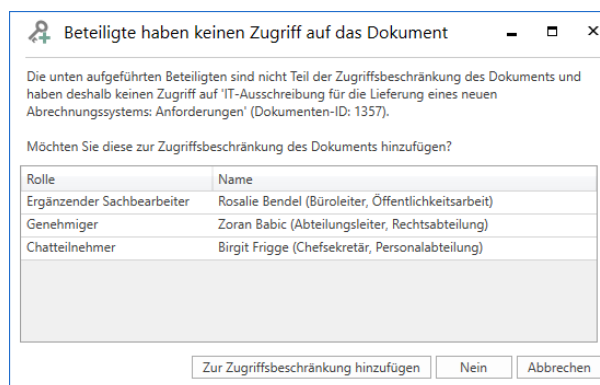 Beteiligte haben keinen Zugriff auf das Dokument
Die unten aufgeführten Beteiligten sind nicht Teil der Zugriffsbeschränkung des Dokuments und
haben deshalb keinen Zugriff auf 'IT-Ausschreibung für die Lieferung eines neuen
Abrechnungssystems: Anforderungen' (Dokumenten-ID: 1357).
Möchten Sie diese zur Zugriffsbeschränkung des Dokuments hinzufügen?
Rolle Name
Ergänzender Sachbearbeiter Rosalie Bendel (Büroleiter, Öffentlichkeitsarbeit)
Genehmiger Zoran Babic (Abteilungsleiter, Rechtsabteilung)
Chatteilnehmer Birgit Frigge (Chefsekretär, Personalabteilung)
Zur Zugriffsbeschränkung hinzufügen Nein Abbrechen